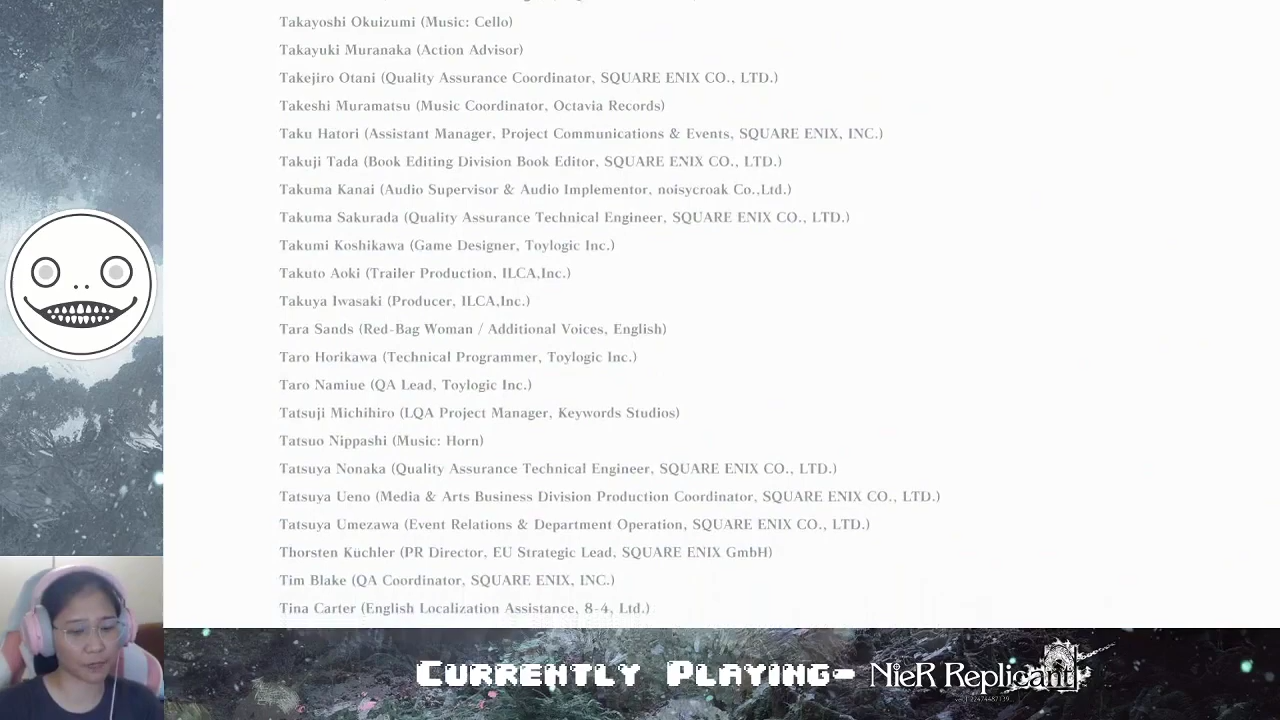 Takayoshi Okuizumi (Music: Cello)
Takayuki Muranaka (Action Advisor)
Takejiro Otani (Quality Assurance Coordinator, SQUARE ENIX CO., LTD.)
Takeshi Muramatsu (Music Coordinator, Octavia Records)
Taku Hatori (Assistant Manager, Project Communications & Events, SQUARE ENIX, INC.)
Takuji Tada (Book Editing Division Book Editor, SQUARE ENIX CO., LTD.)
Takuma Kanai (Audio Supervisor & Audio Implementor, noisycroak Co.,Ltd.)
Takuma Sakurada (Quality Assurance Technical Engineer, SQUARE ENIX CO., LTD.)
Takumi Koshikawa (Game Designer, Toylogic Inc.)
Takuto Aoki (Trailer Production, ILCA,Inc.)
Takuya Iwasaki (Producer, ILCA,Inc.)
Tara Sands (Red-Bag Woman / Additional Voices, English)
Taro Horikawa (Technical Programmer, Toylogic Inc.)
Taro Namiue (QA Lead, Toylogic Inc.)
Tatsuji Michihiro (LQA Project Manager, Keywords Studios)
Tatsuo Nippashi (Music: Horn)
Tatsuya Nonaka (Quality Assurance Technical Engineer, SQUARE ENIX CO., LTD.)
Tatsuya Ueno (Media & Arts Business Division Production Coordinator, SQUARE ENIX CO., LTD.)
Tatsuya Umezawa (Event Relations & Department Operation, SQUARE ENIX CO., LTD.)
Thorsten Küchler (PR Director, EU Strategic Lead, SQUARE ENIX GmbH)
Tim Blake (QA Coordinator, SQUARE ENIX, INC.)
Tina Carter (English Localization Assistance, 8-4, Ltd.)
Currently Playing- NieR Replicant